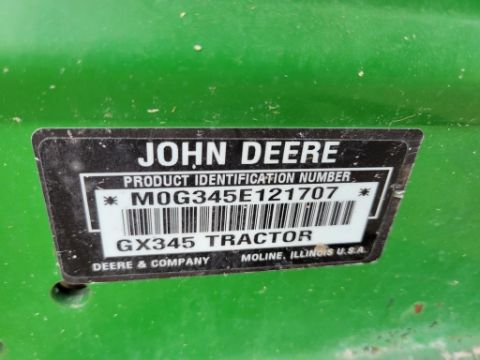 JOHN DEERE
PRODUCT IDENTIFICATION NUMBER
* M0G345E121707 *
GX345 TRACTOR
DEERE & COMPANY MOLINE, ILLINOIS U.S.A.